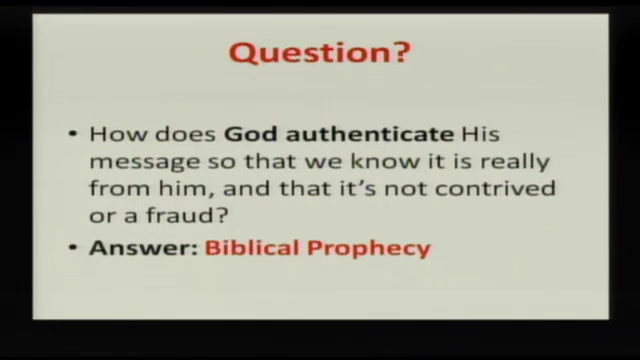 Question?
• How does God authenticate His
message so that we know it is really
from him, and that it's not contrived
or a fraud?
• Answer: Biblical Prophecy